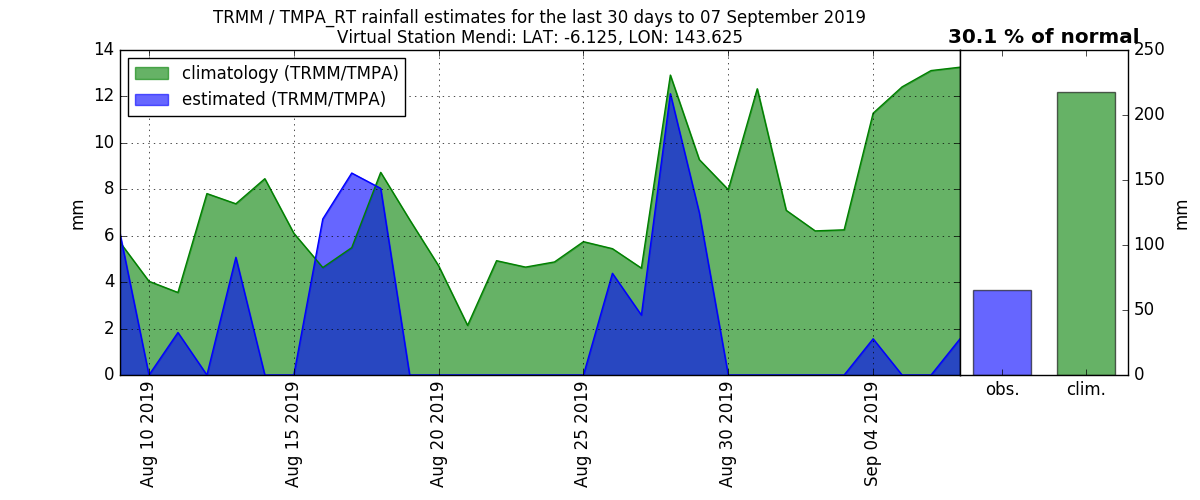 TRMM / TMPA_RT rainfall estimates for the last 30 days to 07 September 2019
Virtual Station Mendi: LAT: -6.125, LON: 143.625
30.1 % of normal
climatology (TRMM/TMPA)
estimated (TRMM/TMPA)
14
12
10
8
6
4
2
0
mm
Aug 10 2019
Aug 15 2019
Aug 20 2019
Aug 25 2019
Aug 30 2019
Sep 04 2019
250
200
150
100
50
0
mm
obs.
clim.